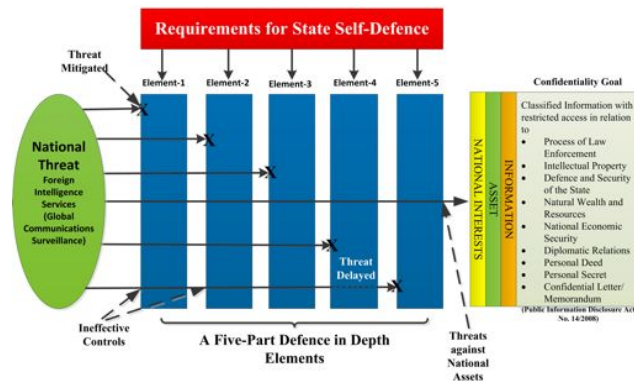 Requirements for State Self-Defence
Threat
Mitigated
Element-1
Element-2
Element-3
Element-4
Element-5
X
X
X
X
X
National
Threat
Foreign
Intelligence
Services
(Global
Communications
Surveillance)
Threat
Delayed
Ineffective
Controls
A Five-Part Defence in Depth
Elements
Threats
against
National
Assets
NATIONAL INTERESTS
ASSET
INFORMATION
Confidentiality Goal
Classified Information with
restricted access in relation
to
• Process of Law
Enforcement
• Intellectual Property
• Defence and Security
of the State
• Natural Wealth and
Resources
• National Economic
Security
• Diplomatic Relations
• Personal Deed
• Personal Secret
• Confidential Letter/
Memorandum
(Public Information Disclosure Act
No. 14/2008)